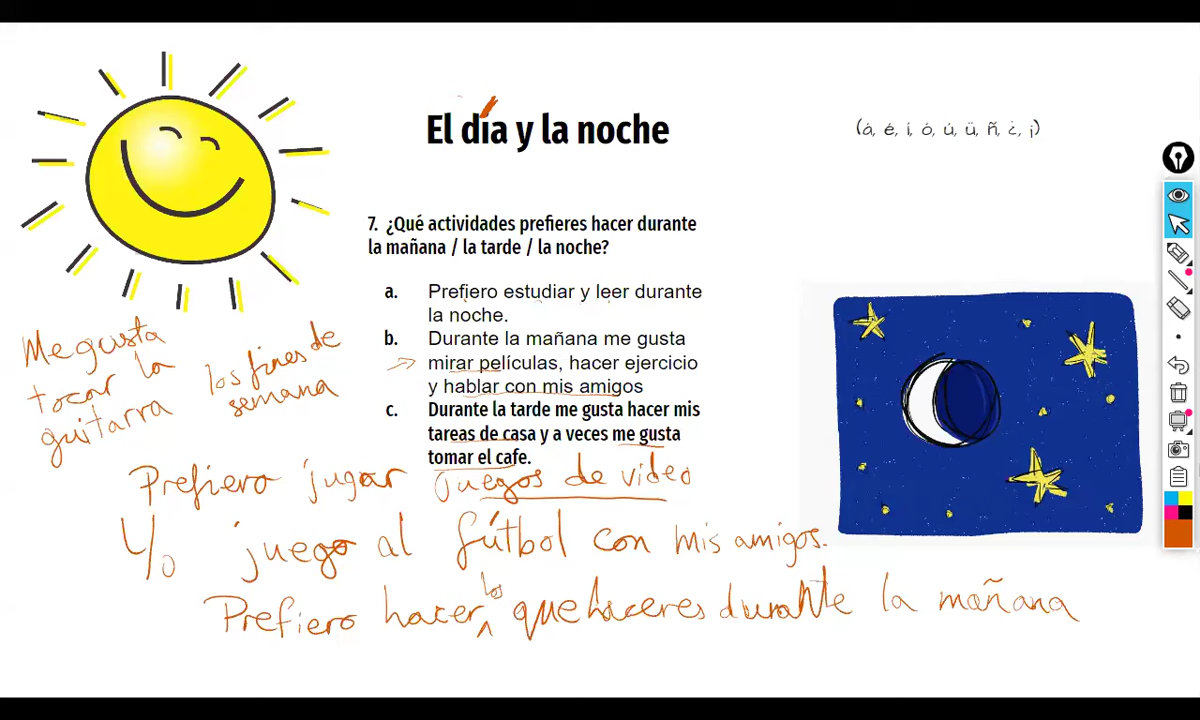 El día y la noche
(á, é, í, ó, ú, ü, ñ, ¿, ¡)
7. ¿Qué actividades prefieres hacer durante
la mañana / la tarde / la noche?
a. Prefiero estudiar y leer durante
la noche.
b. Durante la mañana me gusta
mirar películas, hacer ejercicio
y hablar con mis amigos
c. Durante la tarde me gusta hacer mis
tareas de casa y a veces me gusta
tomar el cafe.
Me gusta
tocar la
guitarra
los fines de
semana
Prefiero jugar juegos de video
Yo juego al fútbol con mis amigos.
Prefiero hacer los quehaceres durante la mañana